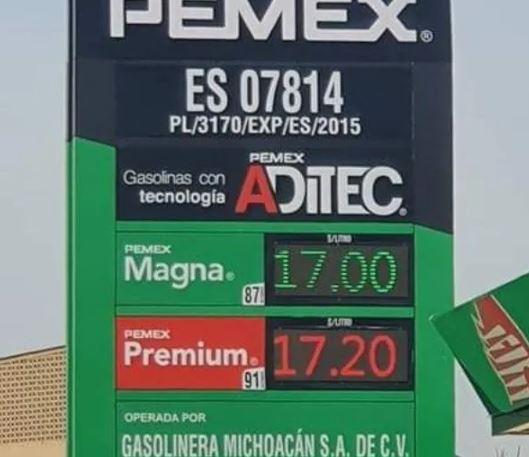 PEMEX®
ES 07814
PL/3170/EXP/ES/2015
Gasolinas con
tecnología
PEMEX
ADiTEC®
PEMEX
Magna®
87
$/LITRO
17.00
PEMEX
Premium®
91
$/LITRO
17.20
OPERADA POR
GASOLINERA MICHOACÁN S.A. DE C.V.